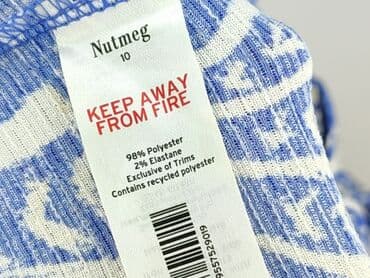 Nutmeg
10
KEEP AWAY
FROM FIRE
98% Polyester
2% Elastane
Exclusive of Trims
Contains recycled polyester